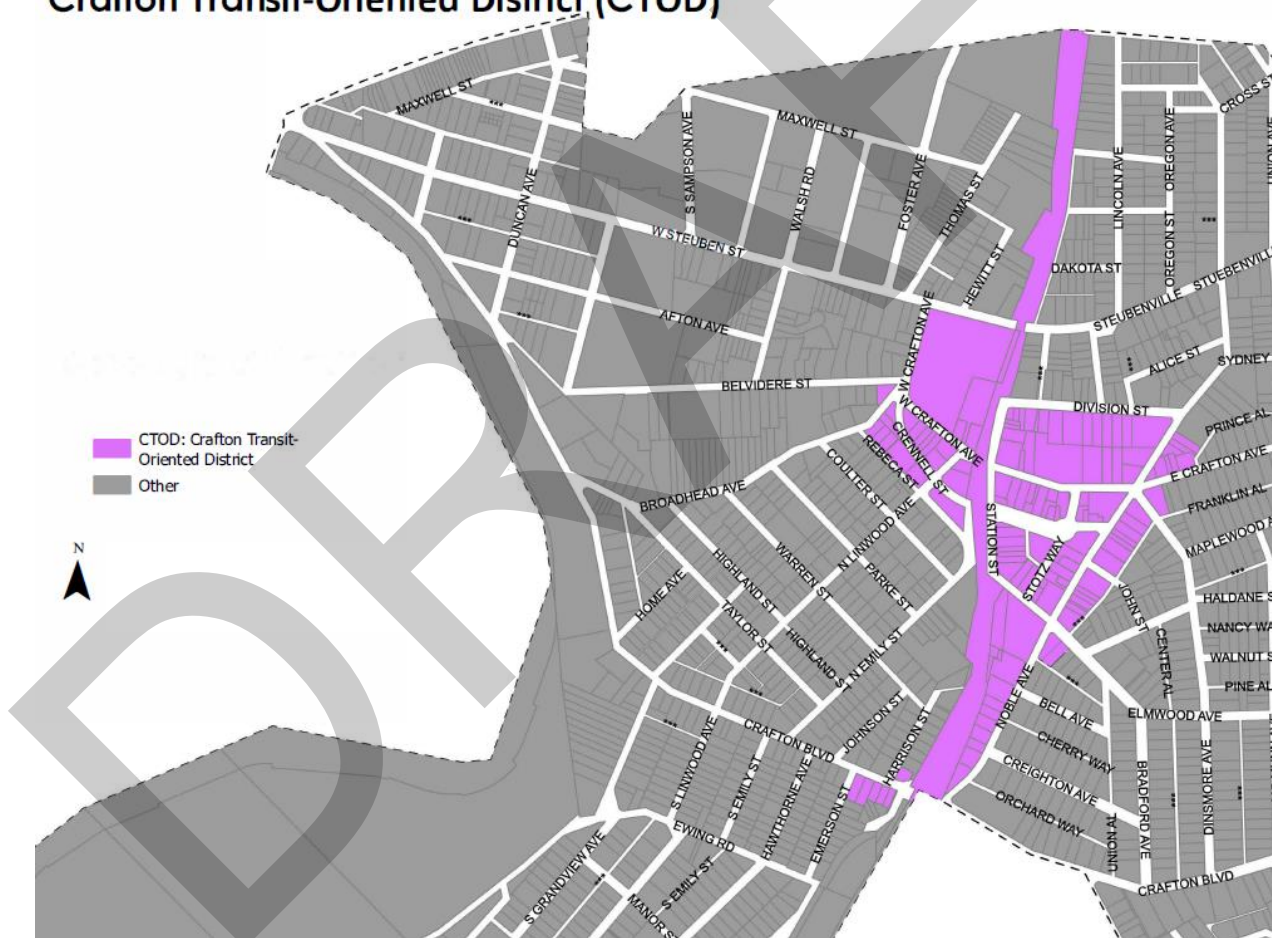 Crafton Transit-Oriented District (CTOD)
MAXWELL ST
MAXWELL ST
S SAMPSON AVE
WALSH RD
FOSTER AVE
THOMAS ST
HEWITT ST
DUNCAN AVE
W STEUBEN ST
AFTON AVE
BELVIDERE ST
W CRAFTON AVE
LINCOLN AVE
OREGON AVE
OREGON ST
CROSS ST
UNION AVE
DAKOTA ST
STEUBENVILLE
STUEBENVILL
ALICE ST
SYDNEY
DIVISION ST
PRINCE AL
E CRAFTON AVE
FRANKLIN AL
MAPLEWOOD A
W CRAFTON AVE
CRENNELL ST
REBECA ST
COULTER ST
BROADHEAD AVE
N LINWOOD AVE
STATION ST
STOTZ WAY
CTOD: Crafton Transit-
Oriented District
Other
N
HOME AVE
HIGHLAND ST
WARREN ST
PARKE ST
TAYLOR ST
HIGHLAND ST
N EMILY ST
JOHN ST
HALDANE S
NANCY WA
WALNUT S
PINE AL
CENTER AL
ELMWOOD AVE
NOBLE AVE
BELL AVE
CHERRY WAY
CREIGHTON AVE
ORCHARD WAY
JOHNSON ST
HARRISON ST
CRAFTON BLVD
S LINWOOD AVE
S EMILY ST
HAWTHORNE AVE
EMERSON ST
EWING RD
S GRANDVIEW AVE
S EMILY ST
MANOR S
UNION AL
BRADFORD AVE
DINSMORE AVE
CRAFTON BLVD
DRAFT